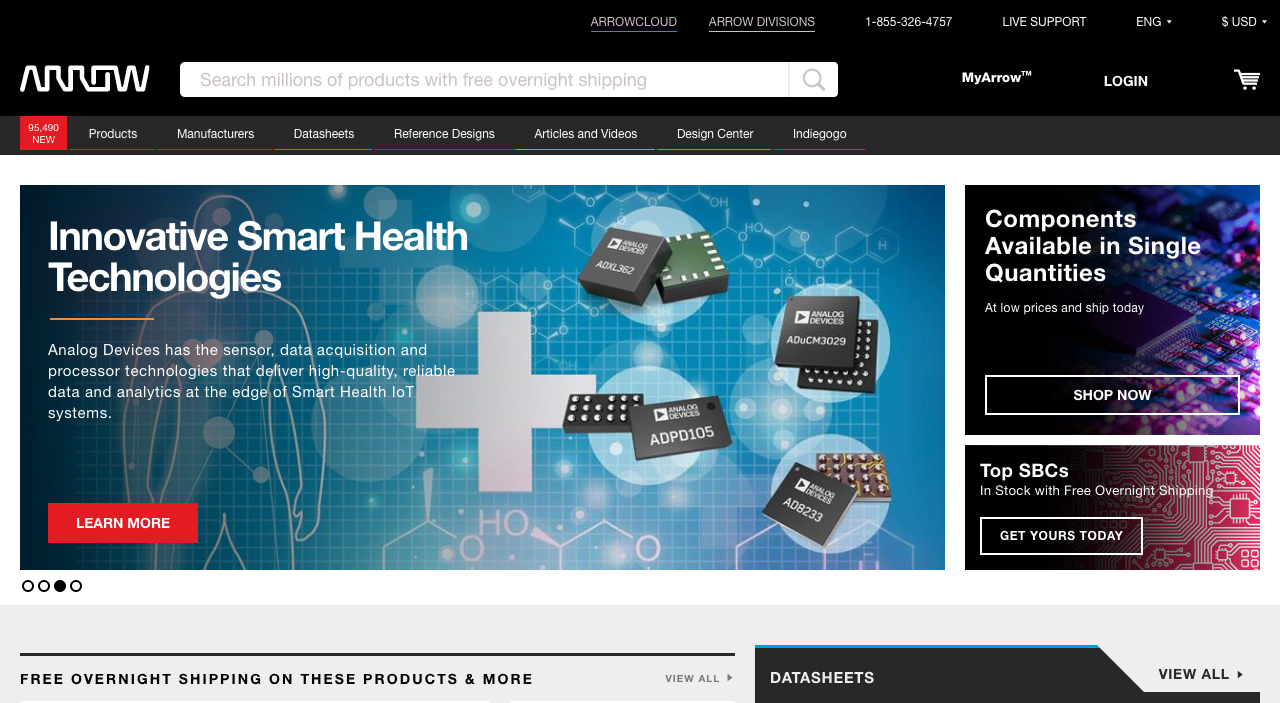 ARROWCLOUD
ARROW DIVISIONS
1-855-326-4757
LIVE SUPPORT
ENG
$ USD
ARROW
Search millions of products with free overnight shipping
MyArrow™
LOGIN
95,490
NEW
Products
Manufacturers
Datasheets
Reference Designs
Articles and Videos
Design Center
Indiegogo
Innovative Smart Health
Technologies
Analog Devices has the sensor, data acquisition and
processor technologies that deliver high-quality, reliable
data and analytics at the edge of Smart Health IoT
systems.
LEARN MORE
ANALOG
DEVICES
ADXL362
ANALOG
DEVICES
ADuCM3029
ANALOG
DEVICES
ADPD105
ANALOG
DEVICES
AD8233
OH
H
HO
OH
HO
O
Components
Available in Single
Quantities
At low prices and ship today
SHOP NOW
Top SBCs
In Stock with Free Overnight Shipping
GET YOURS TODAY
FREE OVERNIGHT SHIPPING ON THESE PRODUCTS & MORE
VIEW ALL
DATASHEETS
VIEW ALL